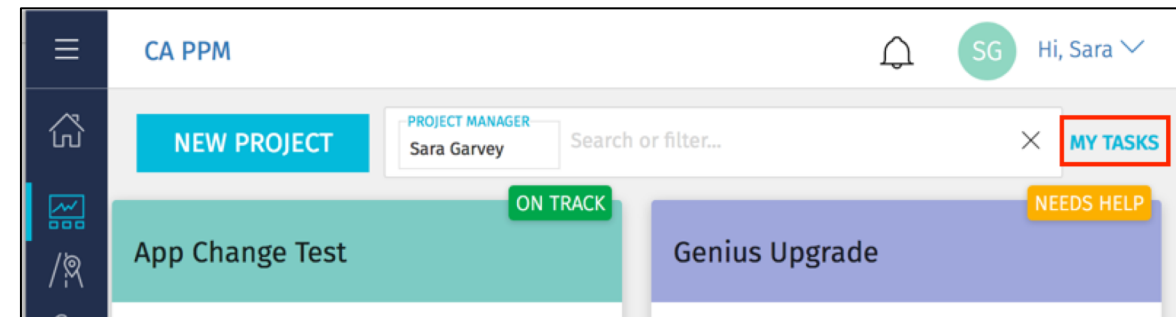 CA PPM
SG
Hi, Sara
NEW PROJECT
PROJECT MANAGER
Sara Garvey
Search or filter...
MY TASKS
ON TRACK
NEEDS HELP
App Change Test
Genius Upgrade